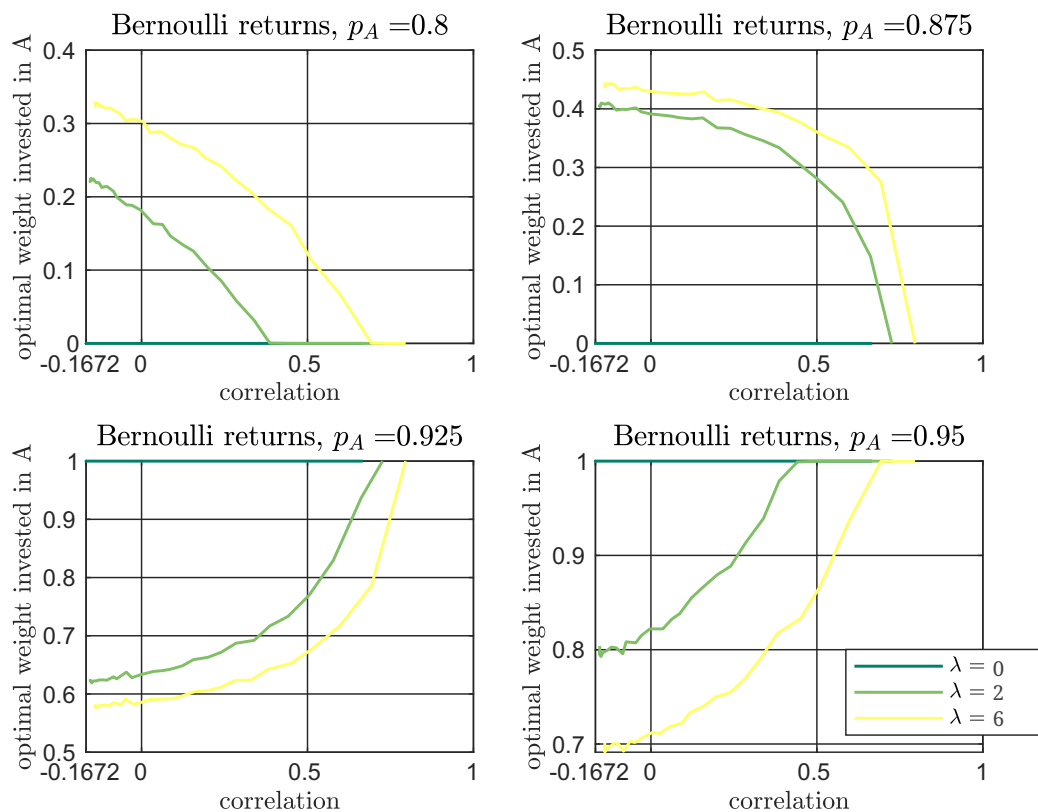 Bernoulli returns, p_A =0.8
optimal weight invested in A
0.4
0.3
0.2
0.1
0
-0.1672 0 0.5 1
correlation
Bernoulli returns, p_A =0.875
optimal weight invested in A
0.5
0.4
0.3
0.2
0.1
0
-0.1672 0 0.5 1
correlation
Bernoulli returns, p_A =0.925
optimal weight invested in A
1
0.9
0.8
0.7
0.6
0.5
-0.1672 0 0.5 1
correlation
Bernoulli returns, p_A =0.95
optimal weight invested in A
1
0.9
0.8
0.7
-0.1672 0 0.5 1
correlation
λ = 0
λ = 2
λ = 6